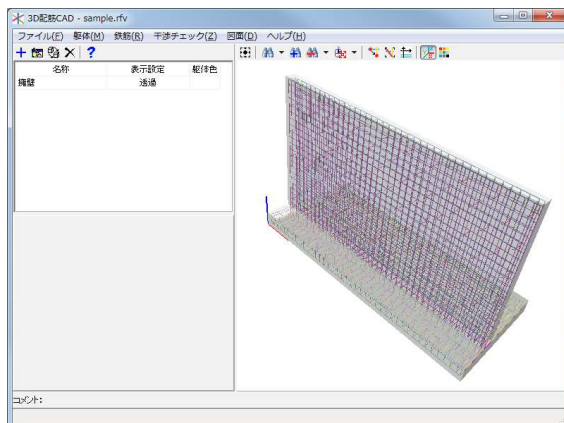 3D配筋CAD - sample.rfv
ファイル(F) 躯体(M) 鉄筋(R) 干渉チェック(Z) 図面(D) ヘルプ(H)
名称 表示設定 躯体色
擁壁 透過
コメント: